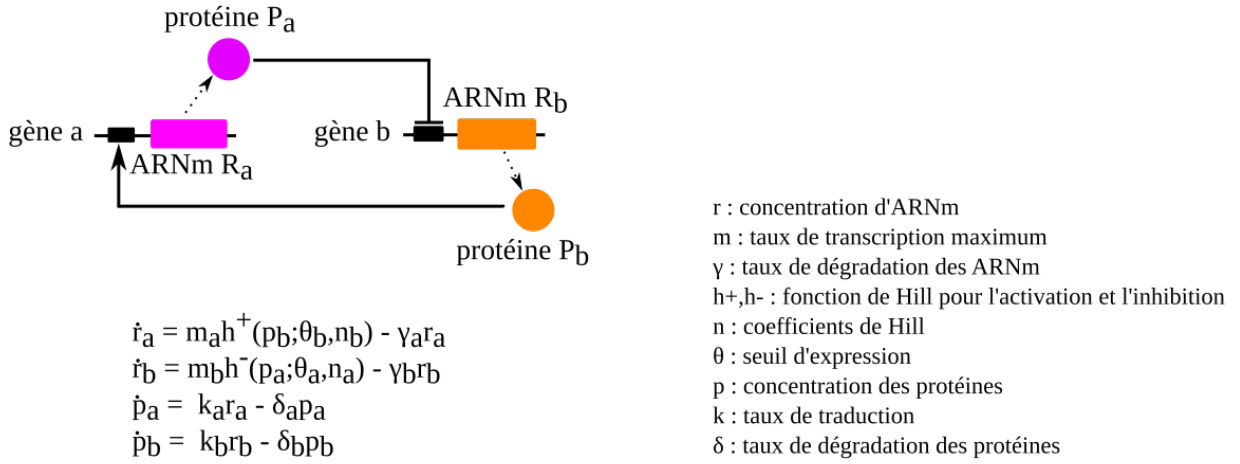 protéine Pa
ARNm Rb
gène a
gène b
ARNm Ra
protéine Pb
ṙa = mah+(pb;θb,nb) - γara
ṙb = mbh-(pa;θa,na) - γbrb
ṗa = kara - δapa
ṗb = kbrb - δbpb
r : concentration d'ARNm
m : taux de transcription maximum
γ : taux de dégradation des ARNm
h+,h- : fonction de Hill pour l'activation et l'inhibition
n : coefficients de Hill
θ : seuil d'expression
p : concentration des protéines
k : taux de traduction
δ : taux de dégradation des protéines